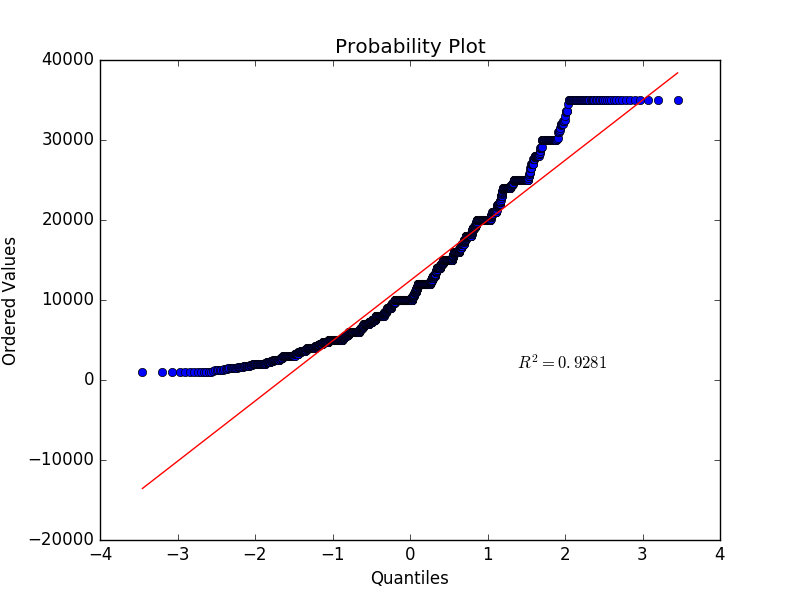 Probability Plot
40000
30000
20000
10000
0
−10000
−20000
Ordered Values
R² = 0.9281
−4 −3 −2 −1 0 1 2 3 4
Quantiles